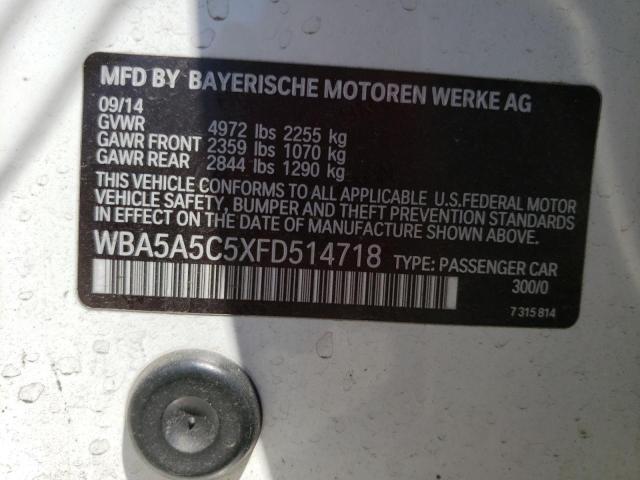 MFD BY BAYERISCHE MOTOREN WERKE AG
09/14
GVWR 4972 lbs 2255 kg
GAWR FRONT 2359 lbs 1070 kg
GAWR REAR 2844 lbs 1290 kg
THIS VEHICLE CONFORMS TO ALL APPLICABLE U.S.FEDERAL MOTOR
VEHICLE SAFETY, BUMPER AND THEFT PREVENTION STANDARDS
IN EFFECT ON THE DATE OF MANUFACTURE SHOWN ABOVE.
WBA5A5C5XFD514718 TYPE: PASSENGER CAR
300/0
7 315 814